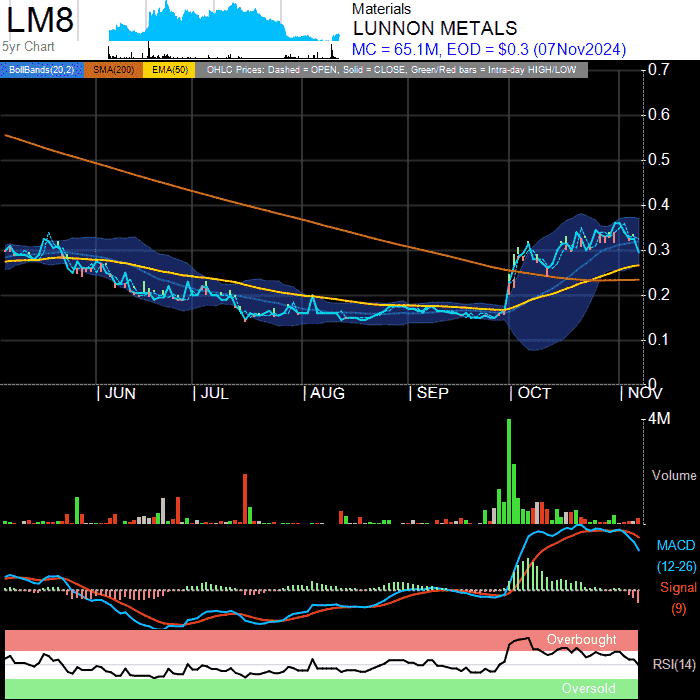 LM8
5yr Chart
Materials
LUNNON METALS
MC = 65.1M, EOD = $0.3 (07Nov2024)
BollBands(20,2) SMA(200) EMA(50) OHLC Prices: Dashed = OPEN, Solid = CLOSE, Green/Red bars = Intra-day HIGH/LOW
0.7
0.6
0.5
0.4
0.3
0.2
0.1
0
JUN JUL AUG SEP OCT NOV
4M
Volume
MACD
(12-26)
Signal
(9)
Overbought
RSI(14)
Oversold